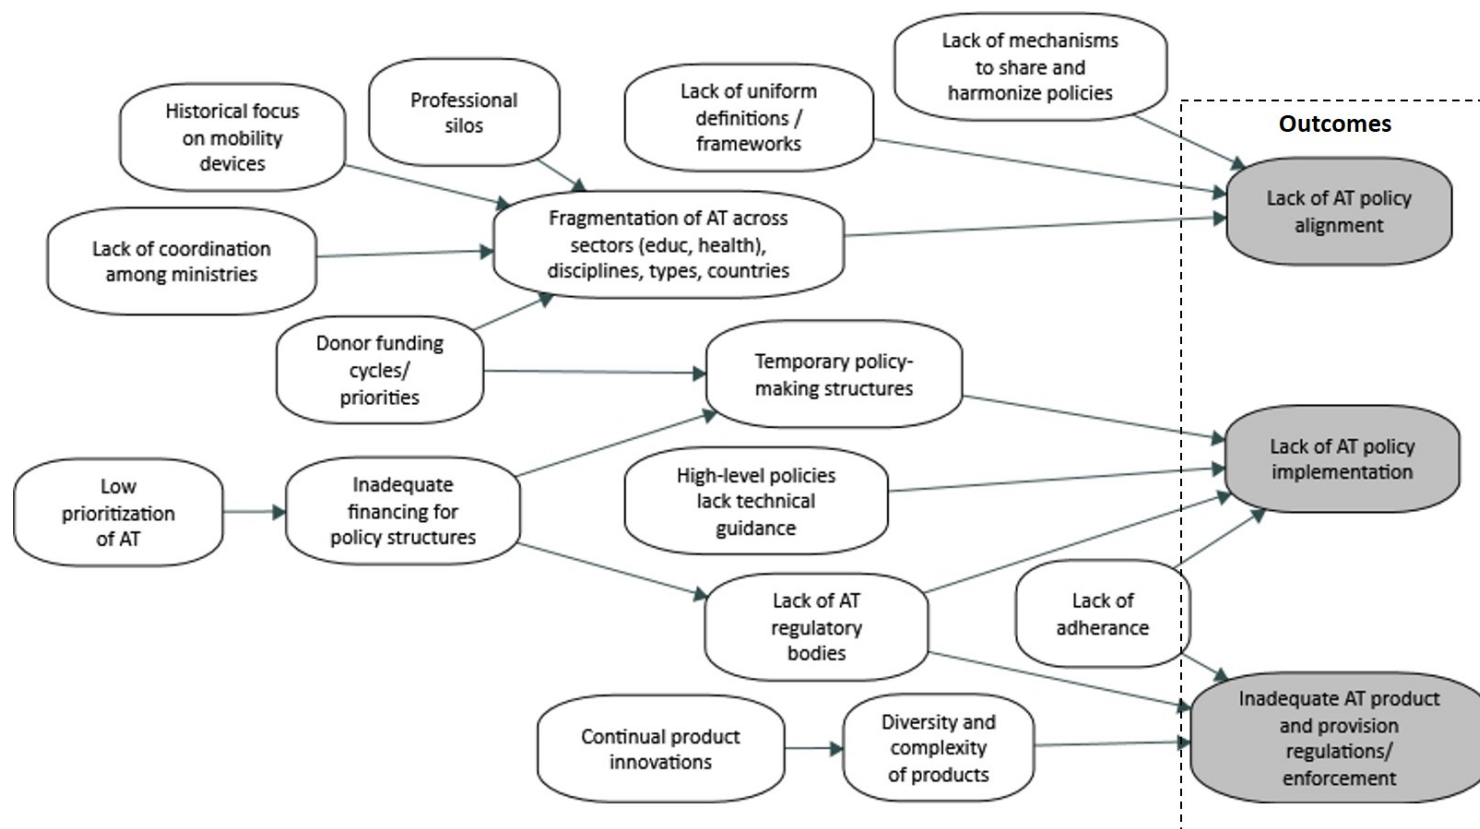 Lack of mechanisms
to share and
harmonize policies
Professional
silos
Lack of uniform
definitions /
frameworks
Historical focus
on mobility
devices
Outcomes
Lack of AT policy
alignment
Fragmentation of AT across
sectors (educ, health),
disciplines, types, countries
Lack of coordination
among ministries
Donor funding
cycles/
priorities
Temporary policy-
making structures
Lack of AT policy
implementation
Low
prioritization
of AT
Inadequate
financing for
policy structures
High-level policies
lack technical
guidance
Lack of AT
regulatory
bodies
Lack of
adherance
Continual product
innovations
Diversity and
complexity
of products
Inadequate AT product
and provision
regulations/
enforcement